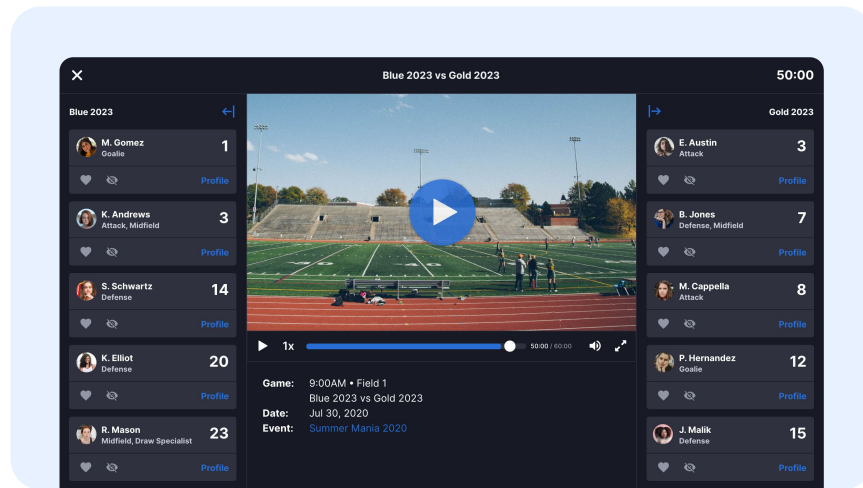 Blue 2023 vs Gold 2023
50:00
Blue 2023
M. Gomez
Goalie
1
Profile
K. Andrews
Attack, Midfield
3
Profile
S. Schwartz
Defense
14
Profile
K. Elliot
Defense
20
Profile
R. Mason
Midfield, Draw Specialist
23
Profile
1x
50:00 / 60:00
Game: 9:00AM • Field 1
Blue 2023 vs Gold 2023
Date: Jul 30, 2020
Event: Summer Mania 2020
Gold 2023
E. Austin
Attack
3
Profile
B. Jones
Defense, Midfield
7
Profile
M. Cappella
Attack
8
Profile
P. Hernandez
Goalie
12
Profile
J. Malik
Defense
15
Profile